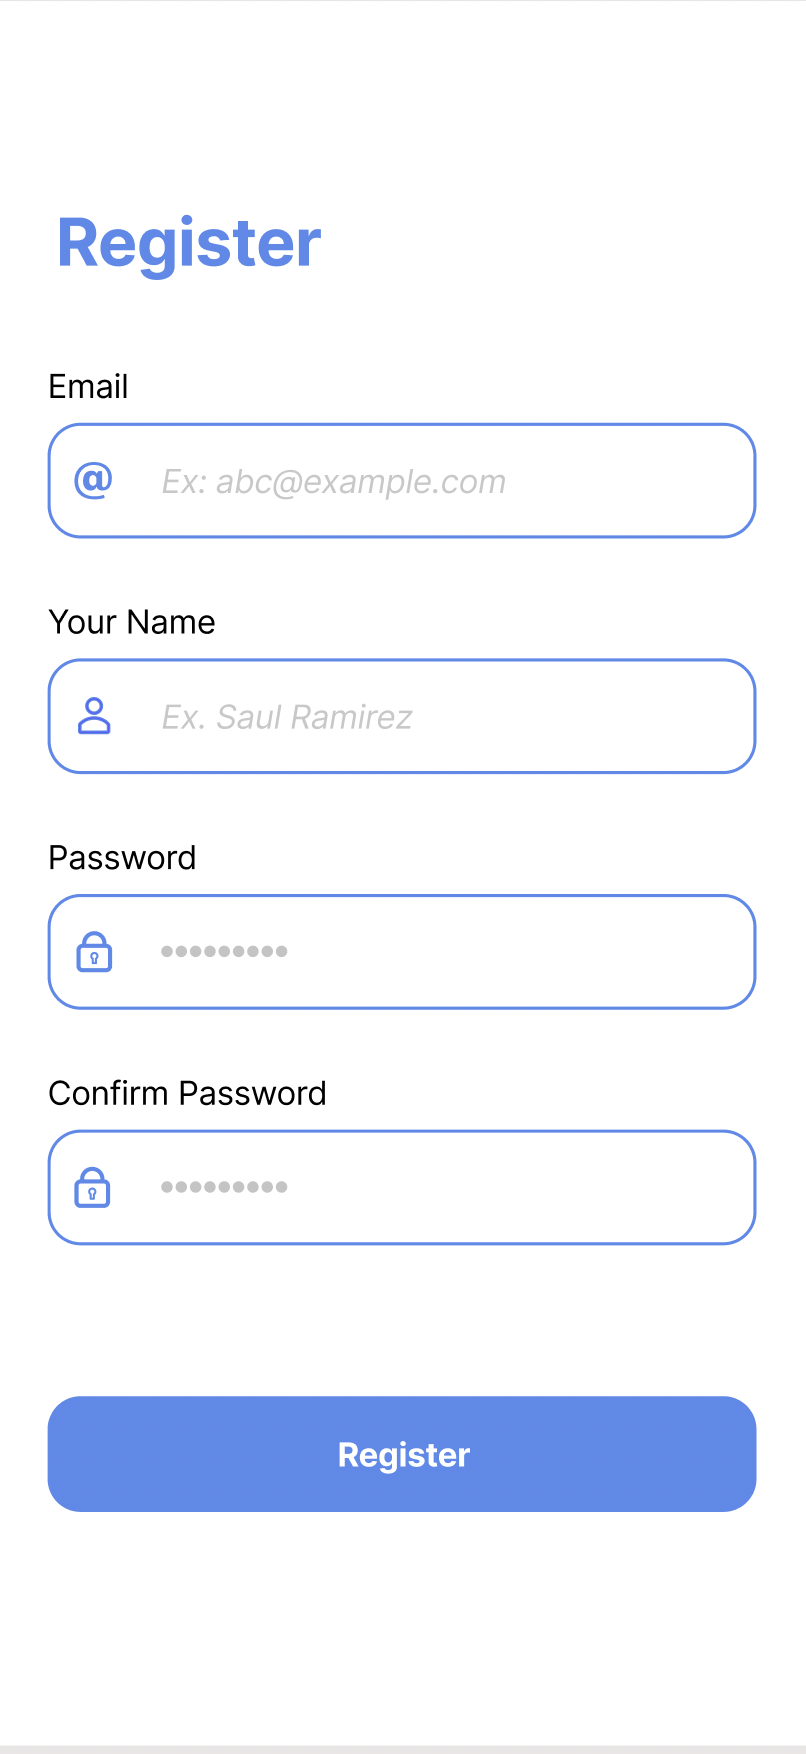 Register
Email
@ Ex: abc@example.com
Your Name
Ex. Saul Ramirez
Password
•••••••••
Confirm Password
•••••••••
Register